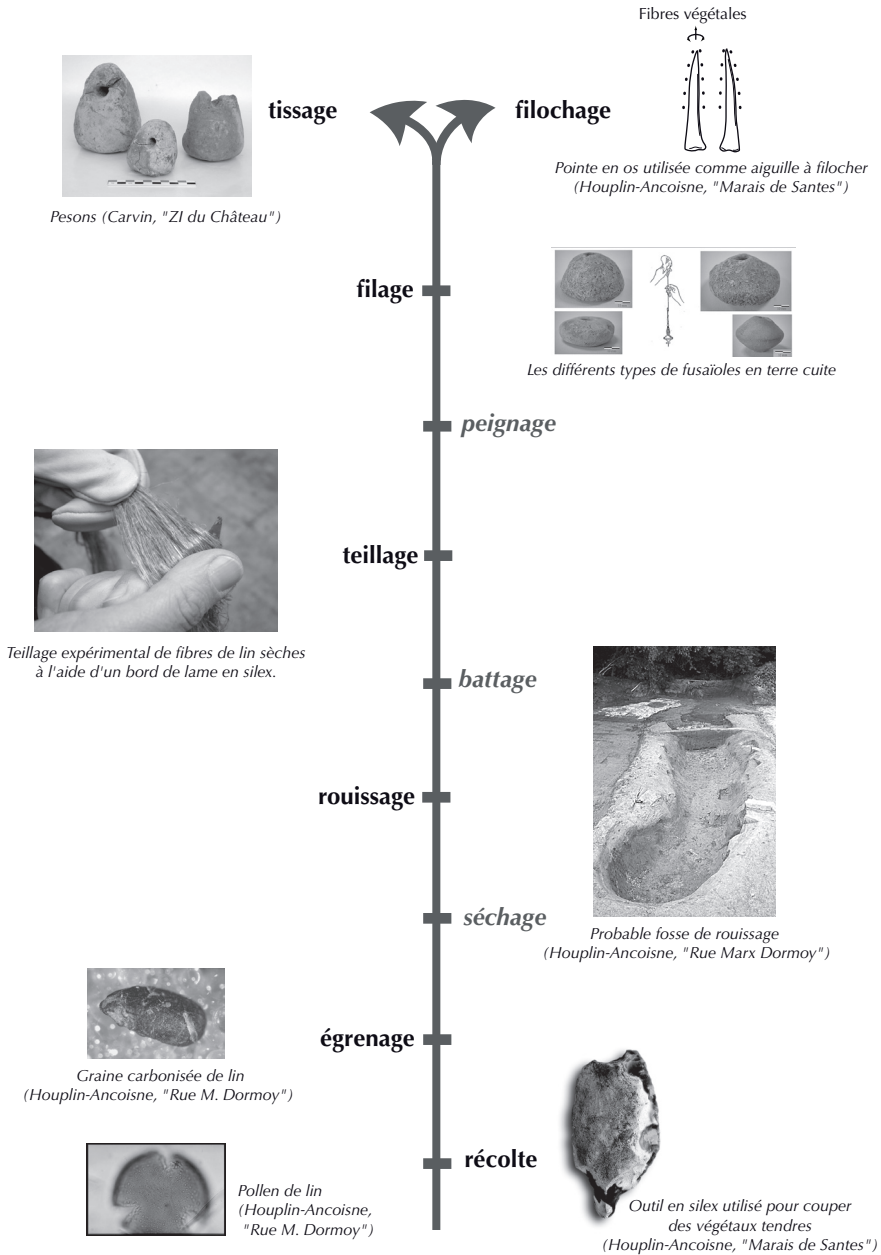 Fibres végétales
tissage
filochage
Pointe en os utilisée comme aiguille à filocher
(Houplin-Ancoisne, "Marais de Santes")
Pesons (Carvin, "ZI du Château")
filage
Les différents types de fusaïoles en terre cuite
peignage
teillage
Teillage expérimental de fibres de lin sèches
à l'aide d'un bord de lame en silex.
battage
rouissage
séchage
Probable fosse de rouissage
(Houplin-Ancoisne, "Rue Marx Dormoy")
égrenage
Graine carbonisée de lin
(Houplin-Ancoisne, "Rue M. Dormoy")
récolte
Pollen de lin
(Houplin-Ancoisne,
"Rue M. Dormoy")
Outil en silex utilisé pour couper
des végétaux tendres
(Houplin-Ancoisne, "Marais de Santes")